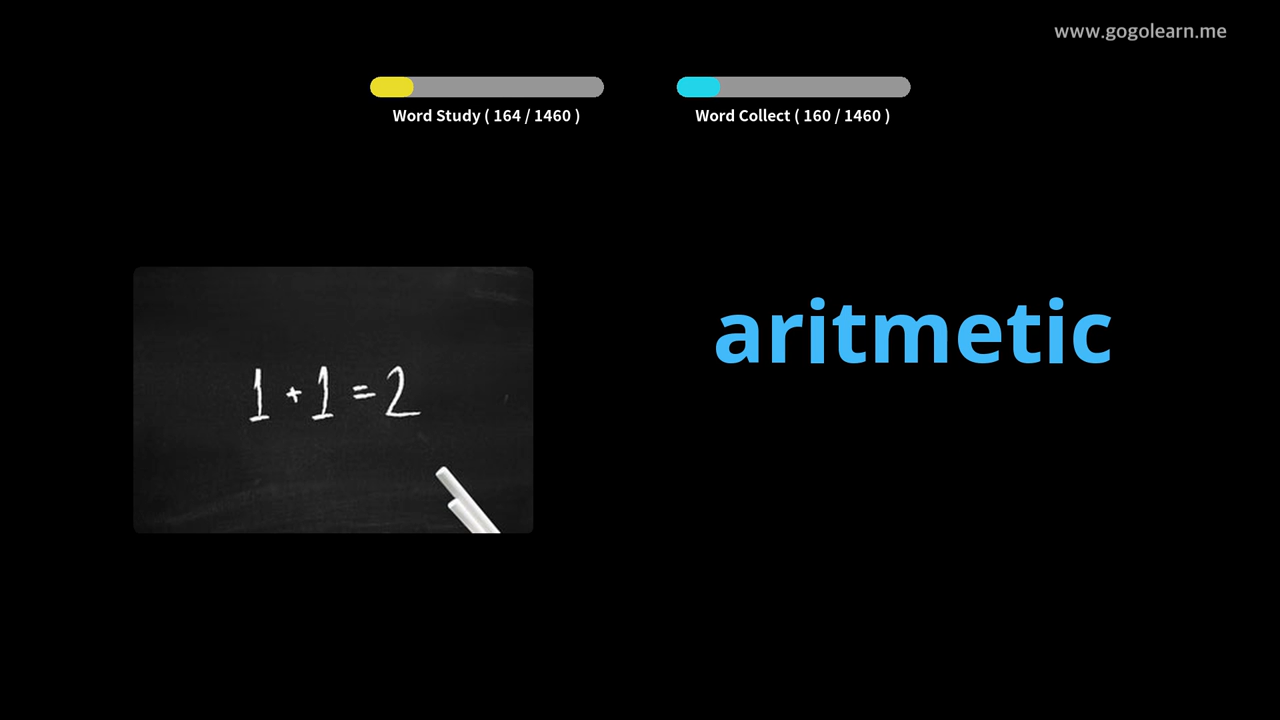 www.gogolearn.me
Word Study ( 164 / 1460 )
Word Collect ( 160 / 1460 )
aritmetic
1 + 1 = 2